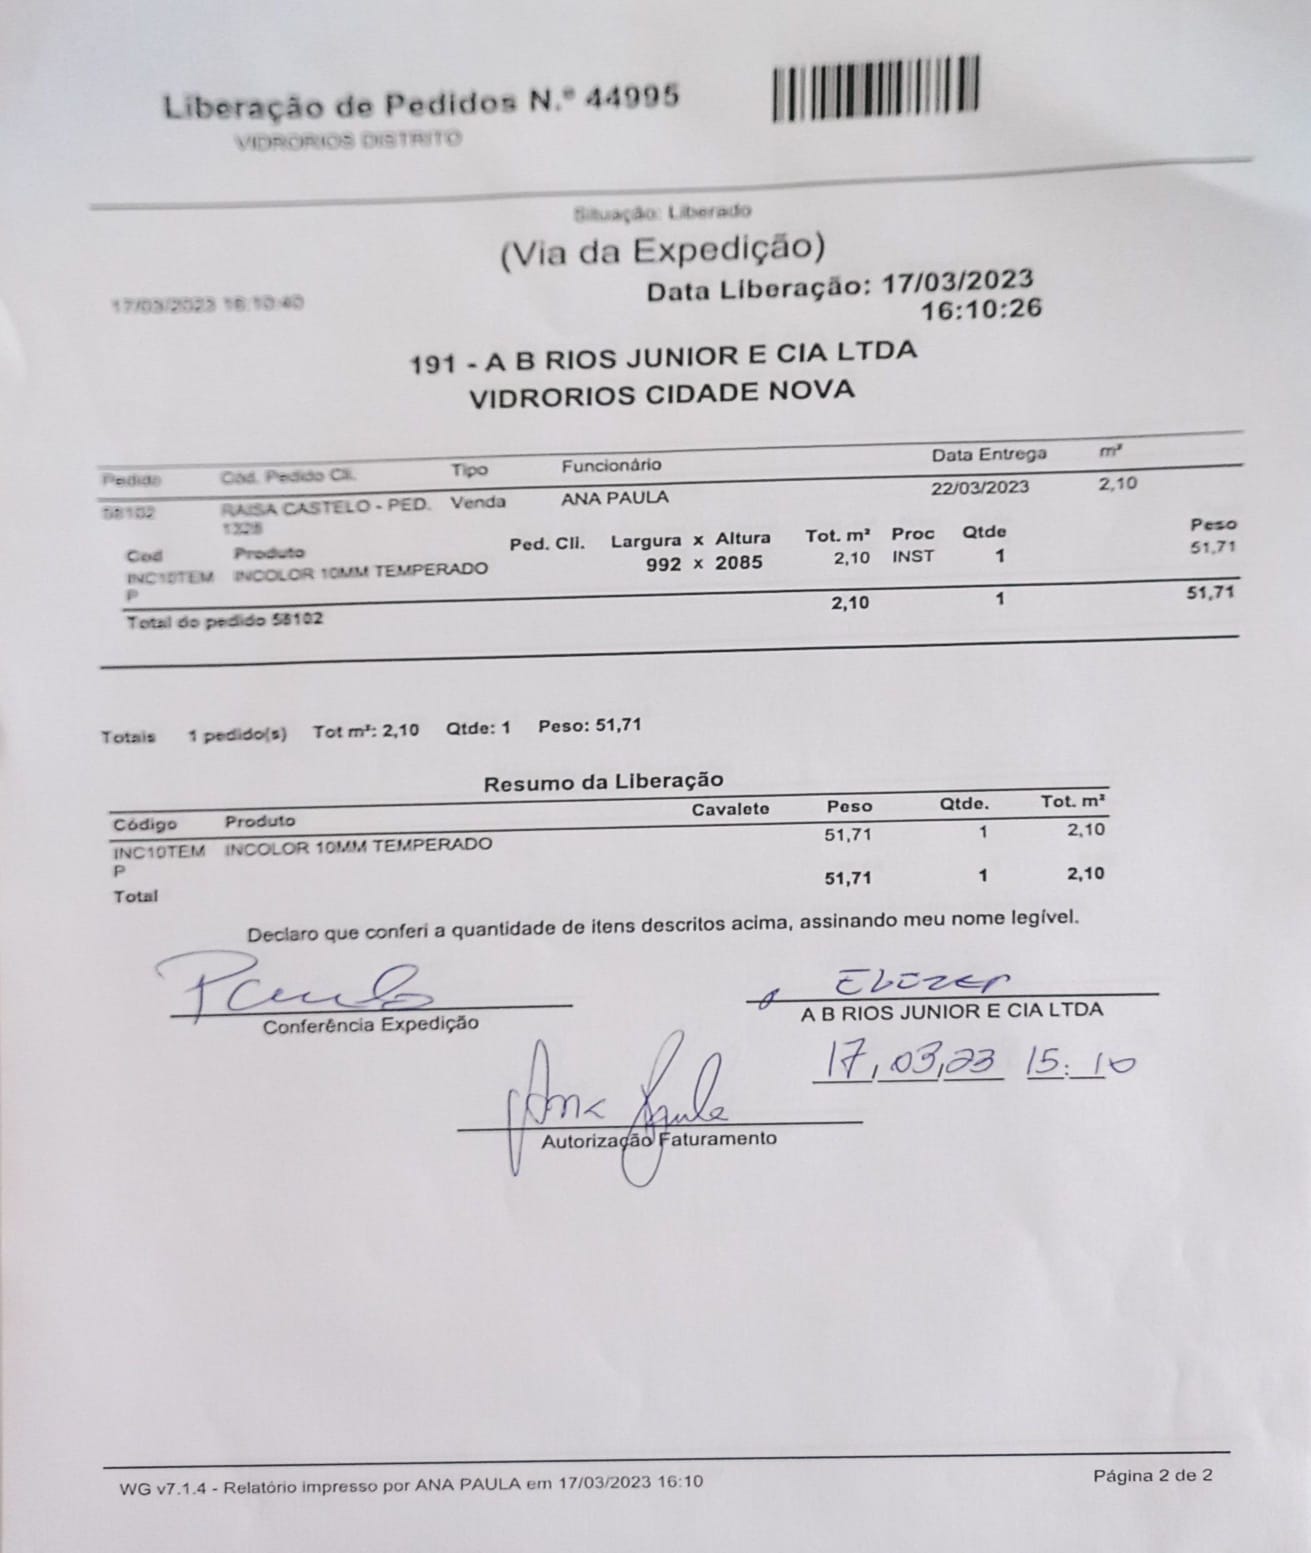 Liberação de Pedidos N.º 44995
VIDRORIOS DISTRITO
Situação: Liberado
(Via da Expedição)
17/03/2023 16:10:40
Data Liberação: 17/03/2023
16:10:26
191 - A B RIOS JUNIOR E CIA LTDA
VIDRORIOS CIDADE NOVA
Pedido Cód. Pedido Cli. Tipo Funcionário Data Entrega m²
58102 RAISA CASTELO - PED. Venda ANA PAULA 22/03/2023 2,10
1328
Cod Produto Ped. Cli. Largura x Altura Tot. m² Proc Qtde Peso
INC10TEM INCOLOR 10MM TEMPERADO 992 x 2085 2,10 INST 1 51,71
P
Total do pedido 58102 2,10 1 51,71
Totais 1 pedido(s) Tot m²: 2,10 Qtde: 1 Peso: 51,71
Resumo da Liberação
Código Produto Cavalete Peso Qtde. Tot. m²
INC10TEM INCOLOR 10MM TEMPERADO 51,71 1 2,10
P
Total 51,71 1 2,10
Declaro que conferi a quantidade de itens descritos acima, assinando meu nome legível.
Paulo
Conferência Expedição
Elozer
A B RIOS JUNIOR E CIA LTDA
17,03,23 15:10
Ana Paula
Autorização Faturamento
WG v7.1.4 - Relatório impresso por ANA PAULA em 17/03/2023 16:10
Página 2 de 2